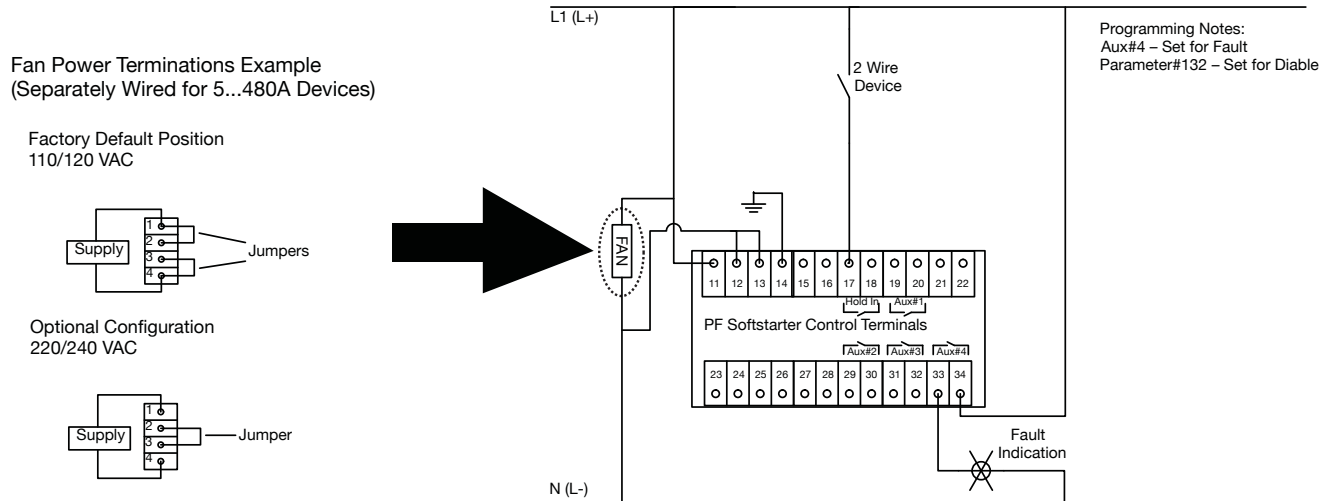 Fan Power Terminations Example
(Separately Wired for 5...480A Devices)
Factory Default Position
110/120 VAC
Supply
1
2
3
4
Jumpers
Optional Configuration
220/240 VAC
Supply
1
2
3
4
Jumper
L1 (L+)
2 Wire
Device
Programming Notes:
Aux#4 – Set for Fault
Parameter#132 – Set for Diable
FAN
11 12 13 14 15 16 17 18 19 20 21 22
Hold In Aux#1
PF Softstarter Control Terminals
Aux#2 Aux#3 Aux#4
23 24 25 26 27 28 29 30 31 32 33 34
Fault
Indication
N (L-)